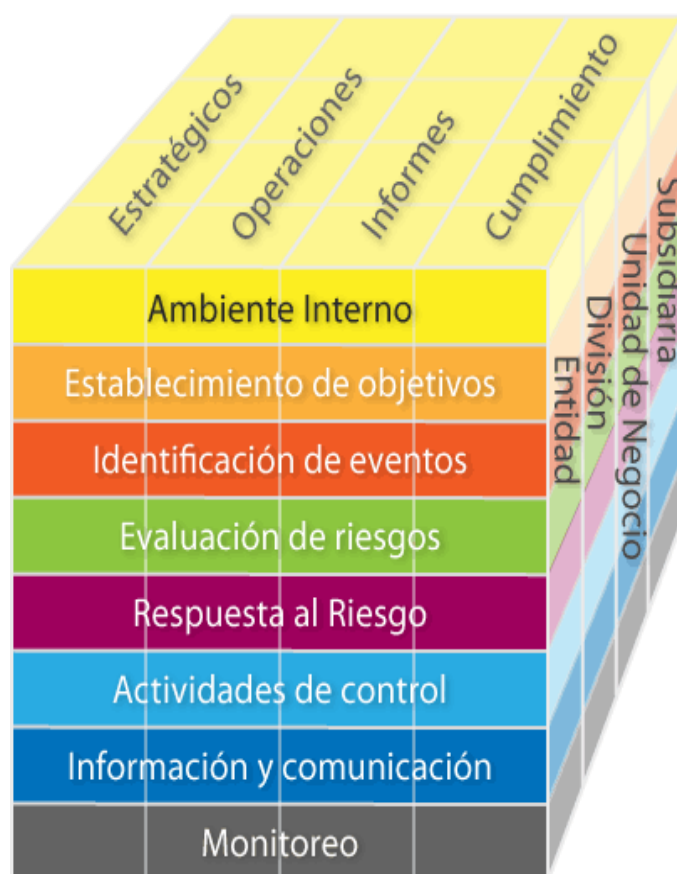 Estratégicos
Operaciones
Informes
Cumplimiento
Ambiente Interno
Establecimiento de objetivos
Identificación de eventos
Evaluación de riesgos
Respuesta al Riesgo
Actividades de control
Información y comunicación
Monitoreo
Entidad
División
Unidad de Negocio
Subsidiaria